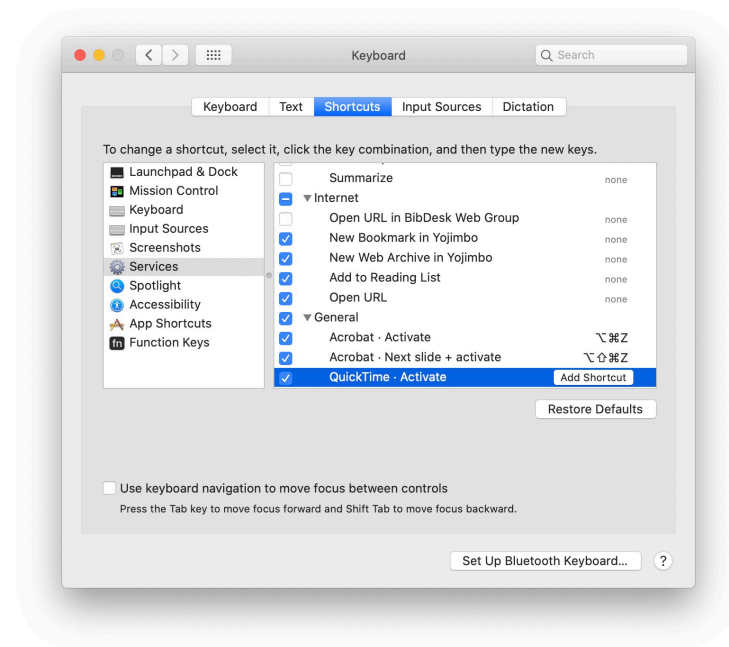 Keyboard
Search
Keyboard Text Shortcuts Input Sources Dictation
To change a shortcut, select it, click the key combination, and then type the new keys.
Launchpad & Dock
Mission Control
Keyboard
Input Sources
Screenshots
Services
Spotlight
Accessibility
App Shortcuts
fn Function Keys
Summarize none
Internet
Open URL in BibDesk Web Group none
New Bookmark in Yojimbo none
New Web Archive in Yojimbo none
Add to Reading List none
Open URL none
General
Acrobat · Activate ⌥⌘Z
Acrobat · Next slide + activate ⌥⇧⌘Z
QuickTime · Activate Add Shortcut
Restore Defaults
Use keyboard navigation to move focus between controls
Press the Tab key to move focus forward and Shift Tab to move focus backward.
Set Up Bluetooth Keyboard... ?